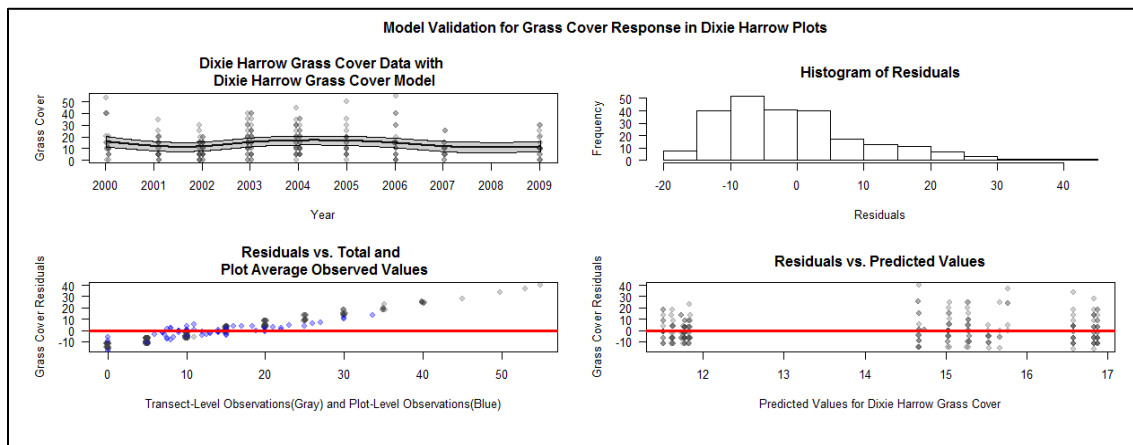 Model Validation for Grass Cover Response in Dixie Harrow Plots
Dixie Harrow Grass Cover Data with
Dixie Harrow Grass Cover Model
Grass Cover
50
40
30
20
10
0
2000 2001 2002 2003 2004 2005 2006 2007 2008 2009
Year
Histogram of Residuals
Frequency
50
40
30
20
10
0
-20 -10 0 10 20 30 40
Residuals
Residuals vs. Total and
Plot Average Observed Values
Grass Cover Residuals
40
30
20
10
0
-10
0 10 20 30 40 50
Transect-Level Observations(Gray) and Plot-Level Observations(Blue)
Residuals vs. Predicted Values
Grass Cover Residuals
40
30
20
10
0
-10
12 13 14 15 16 17
Predicted Values for Dixie Harrow Grass Cover